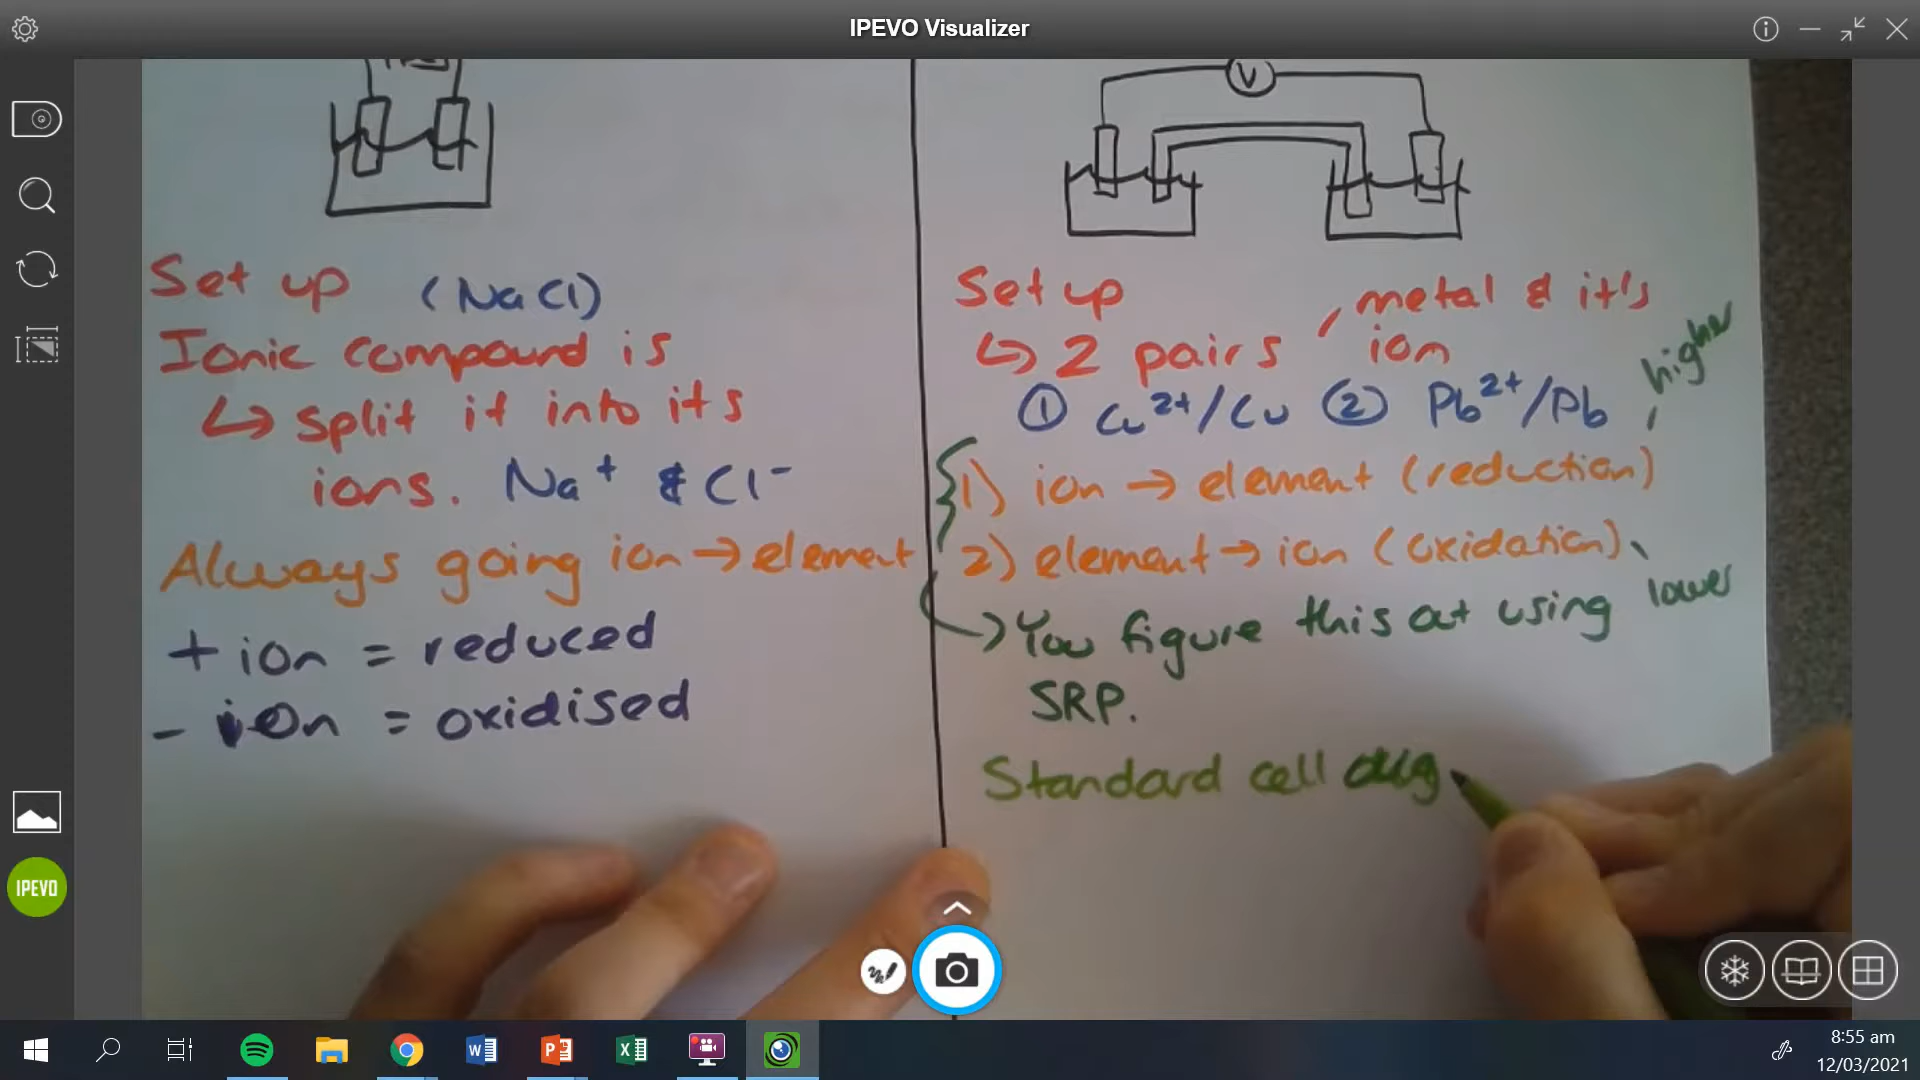 IPEVO Visualizer
V
Set up (NaCl)
Ionic compound is
↳ split it into its
ions. Na⁺ & Cl⁻
Always going ion → element
+ ion = reduced
- ion = oxidised
Set up
↳ 2 pairs
metal & it's
ion
① Cu²⁺/Cu ② Pb²⁺/Pb
higher
1) ion → element (reduction)
2) element → ion (oxidation)
lower
→ You figure this out using
SRP.
Standard cell
IPEVO
8:55 am
12/03/2021